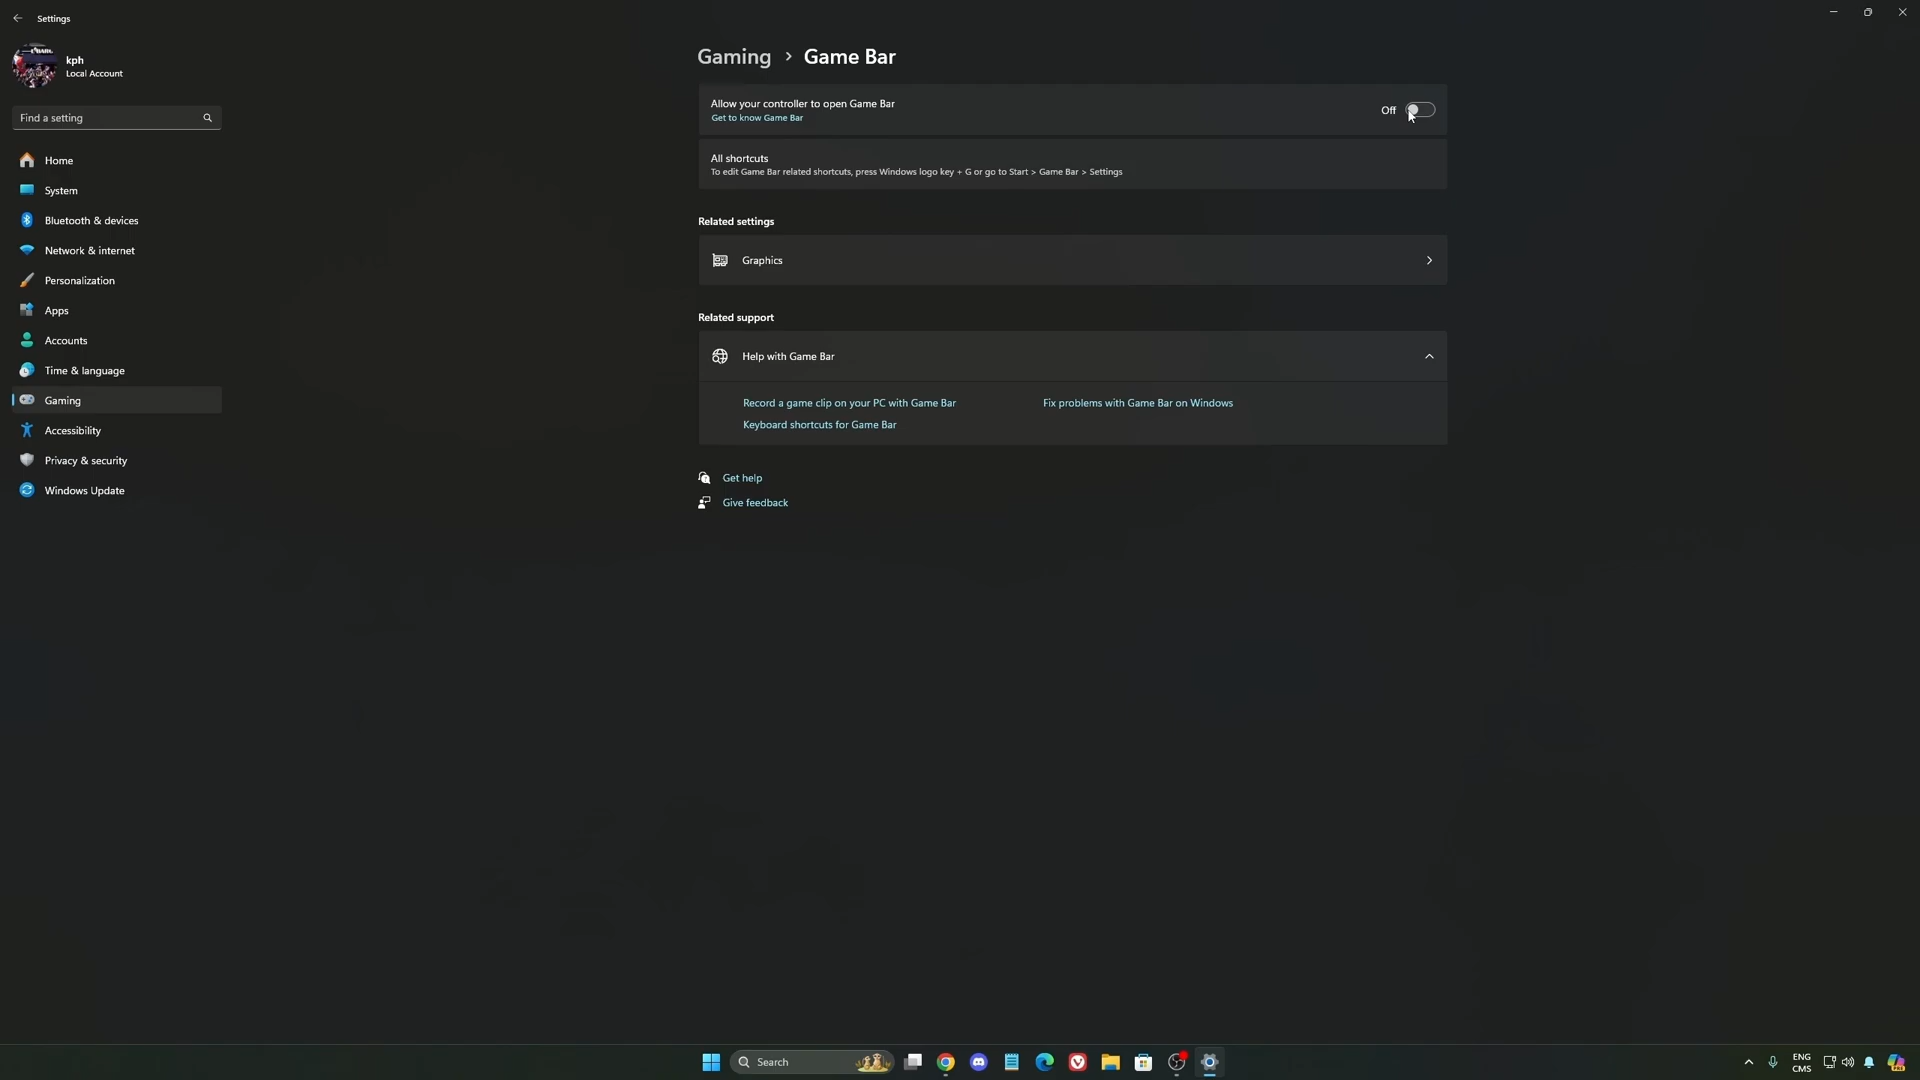 Settings
kph
Local Account
Find a setting
Home
System
Bluetooth & devices
Network & internet
Personalization
Apps
Accounts
Time & language
Gaming
Accessibility
Privacy & security
Windows Update
Gaming > Game Bar
Allow your controller to open Game Bar
Get to know Game Bar
Off
All shortcuts
To edit Game Bar related shortcuts, press Windows logo key + G or go to Start > Game Bar > Settings
Related settings
Graphics
Related support
Help with Game Bar
Record a game clip on your PC with Game Bar
Fix problems with Game Bar on Windows
Keyboard shortcuts for Game Bar
Get help
Give feedback
Search
ENG
CMS